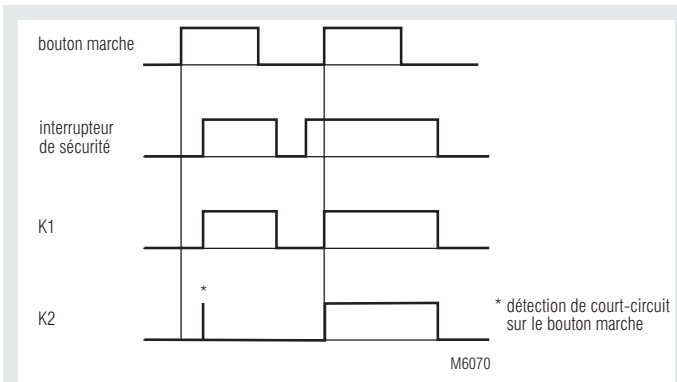 bouton marche
interrupteur
de sécurité
K1
*
K2
* détection de court-circuit
sur le bouton marche
M6070